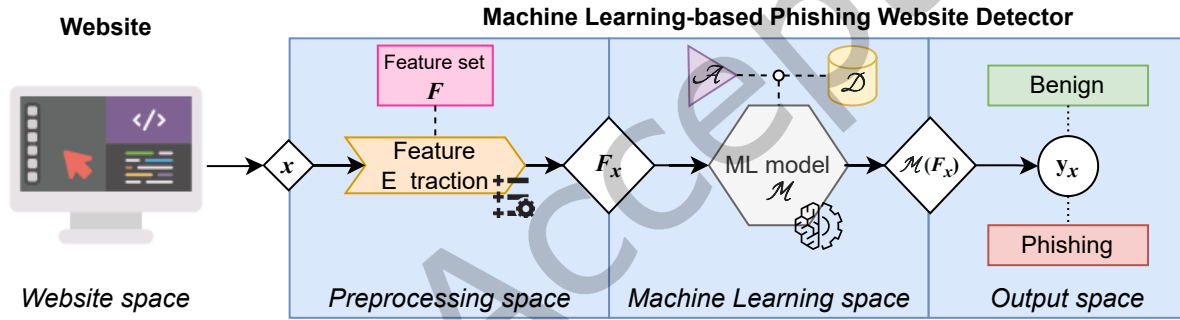 Machine Learning-based Phishing Website Detector
Website
</>
x
Feature set
F
Feature
E traction
F_x
𝒜
𝒟
ML model
ℳ
ℳ(F_x)
Benign
y_x
Phishing
Website space
Preprocessing space
Machine Learning space
Output space
Accep